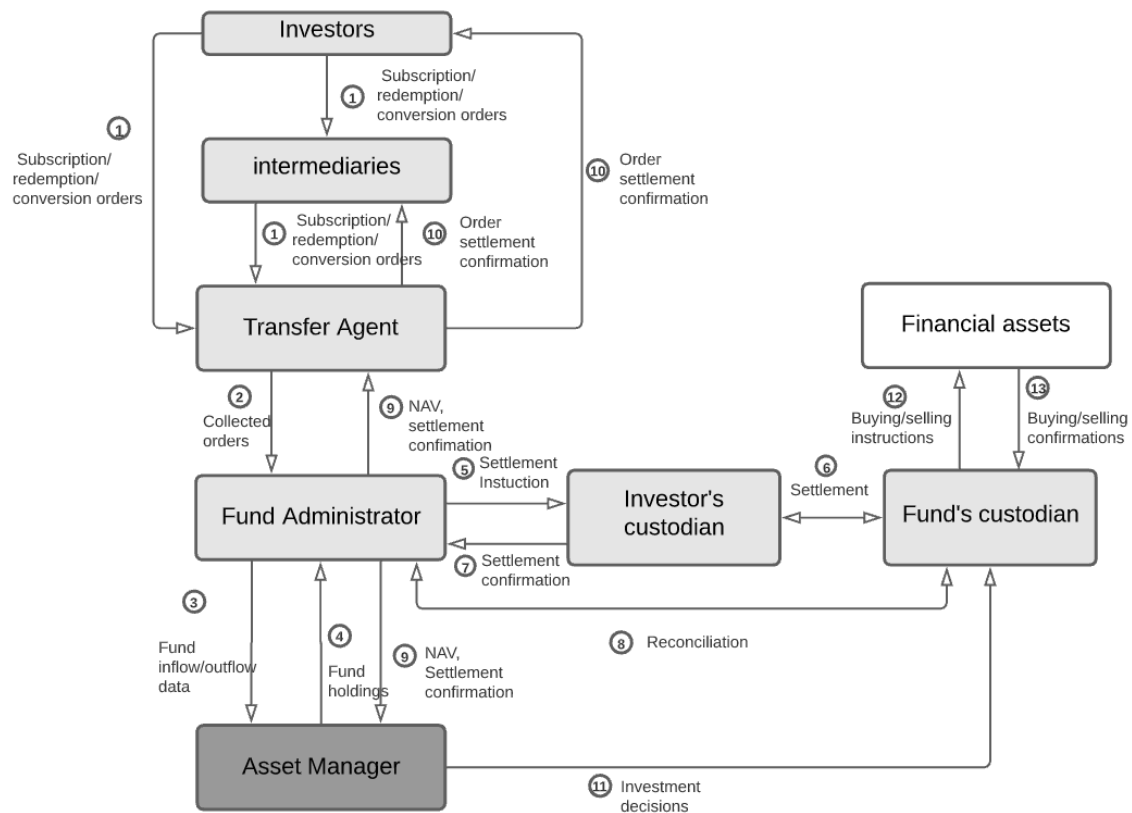 Investors
1
Subscription/
redemption/
conversion orders
1
Subscription/
redemption/
conversion orders
intermediaries
10
Order
settlement
confirmation
1
Subscription/
redemption/
conversion orders
10
Order
settlement
confirmation
Transfer Agent
Financial assets
2
Collected
orders
9
NAV,
settlement
confimation
12
Buying/selling
instructions
13
Buying/selling
confirmations
Fund Administrator
5
Settlement
Instuction
Investor's
custodian
6
Settlement
Fund's custodian
7
Settlement
confirmation
3
Fund
inflow/outflow
data
4
Fund
holdings
9
NAV,
Settlement
confirmation
8
Reconciliation
Asset Manager
11
Investment
decisions